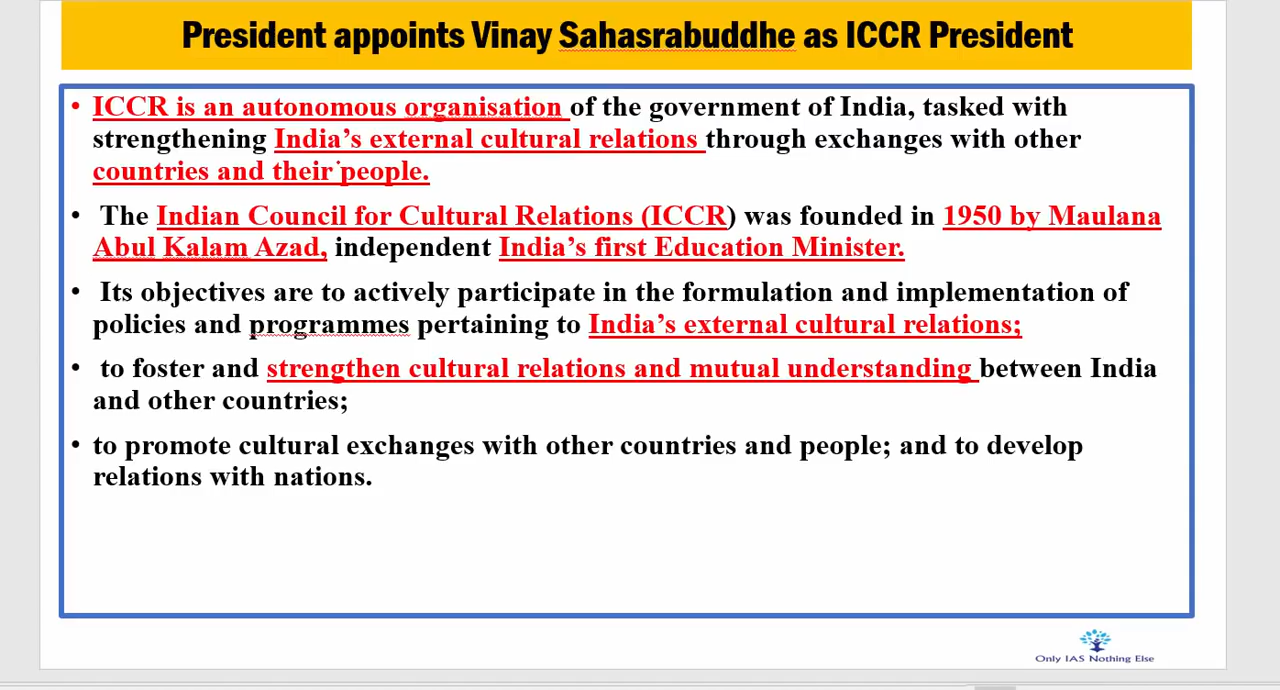 President appoints Vinay Sahasrabuddhe as ICCR President
• ICCR is an autonomous organisation of the government of India, tasked with
strengthening India's external cultural relations through exchanges with other
countries and their people.
• The Indian Council for Cultural Relations (ICCR) was founded in 1950 by Maulana
Abul Kalam Azad, independent India's first Education Minister.
• Its objectives are to actively participate in the formulation and implementation of
policies and programmes pertaining to India's external cultural relations;
• to foster and strengthen cultural relations and mutual understanding between India
and other countries;
• to promote cultural exchanges with other countries and people; and to develop
relations with nations.
Only IAS Nothing Else